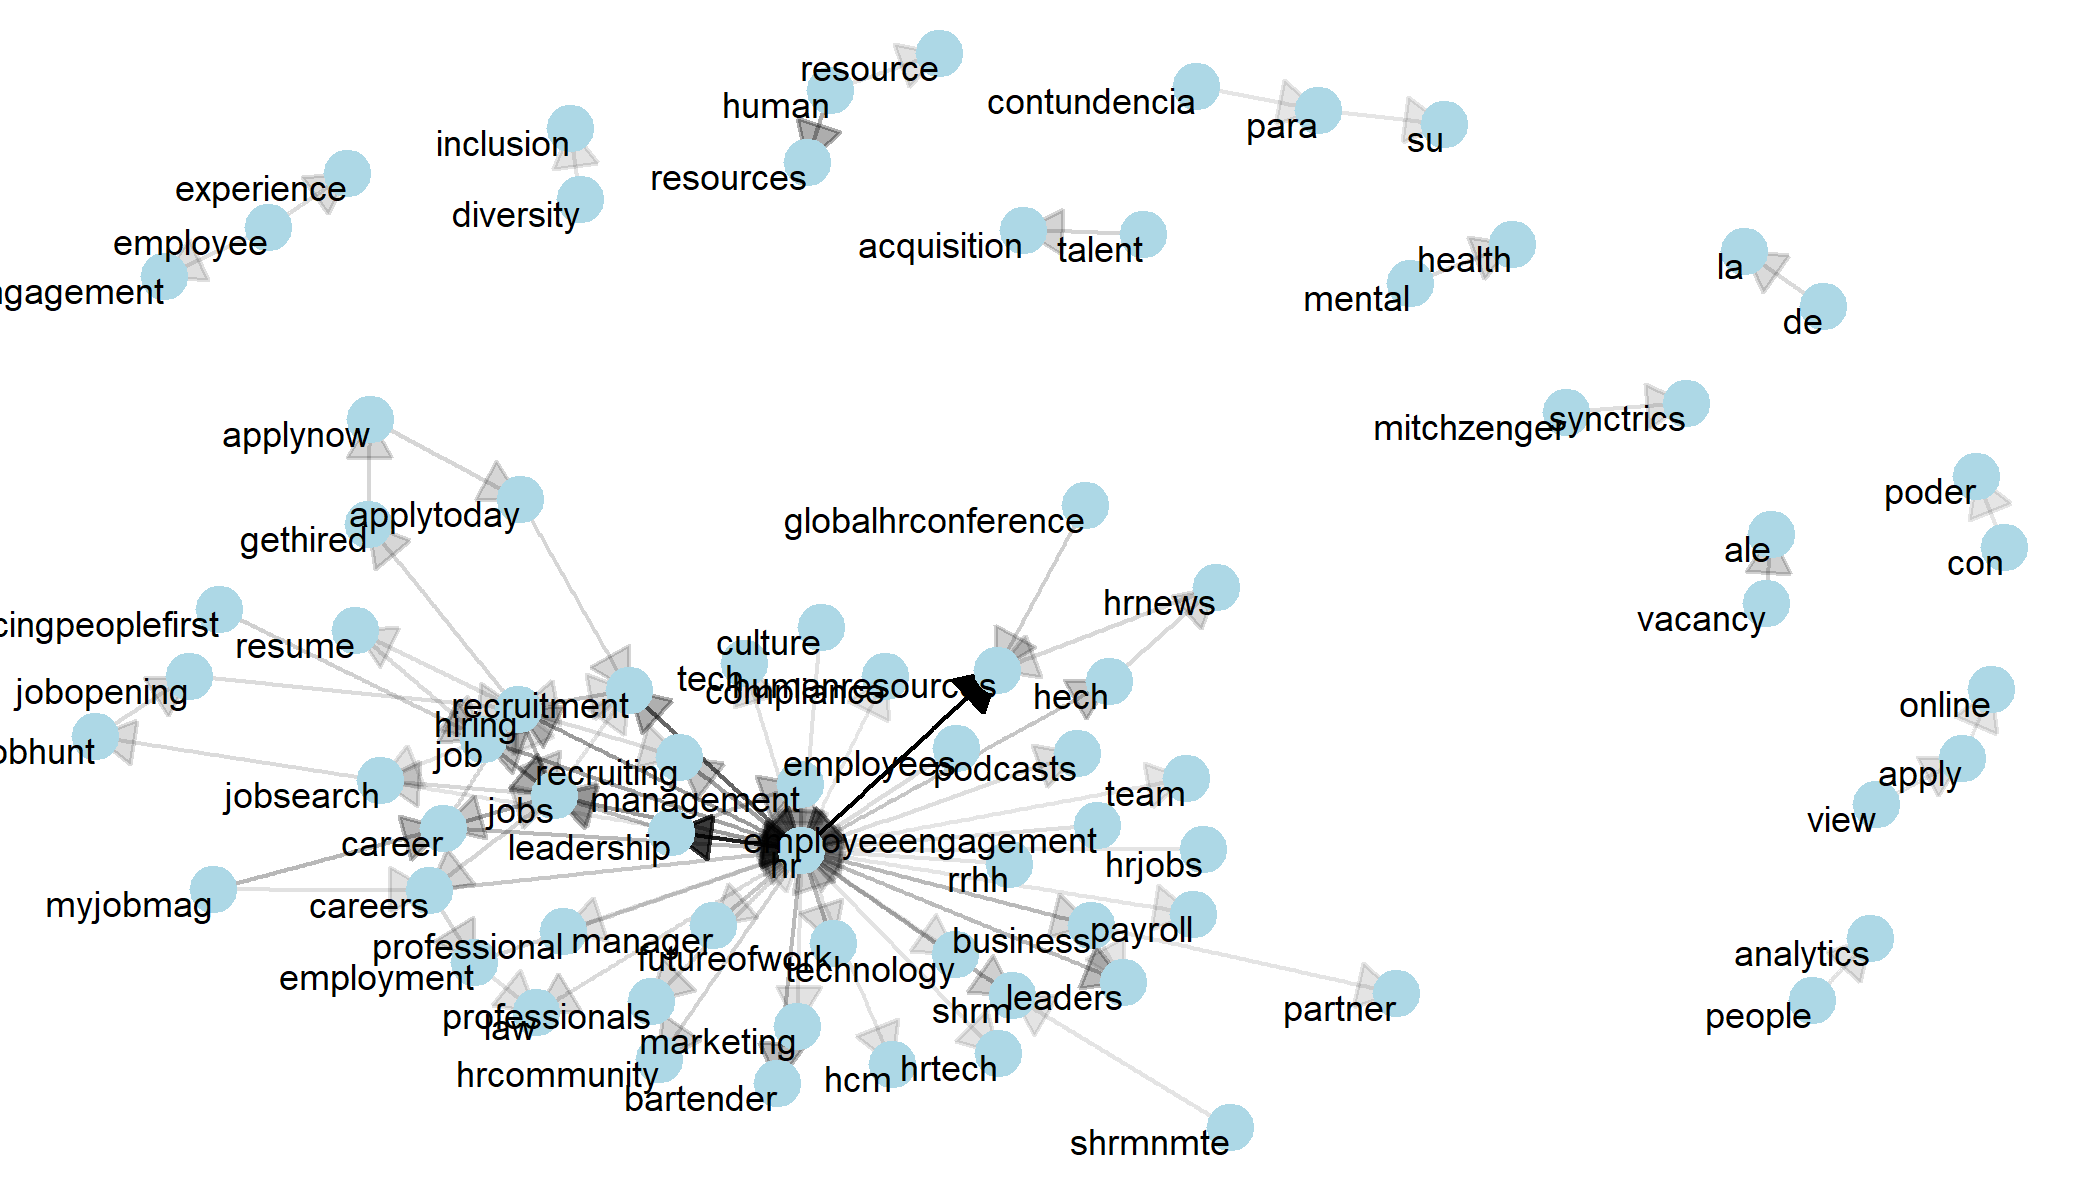 resource
human
contundencia
para
su
inclusion
resources
experience
diversity
employee
acquisition
talent
health
la
ngagement
mental
de
applynow
mitchzenger
synctrics
poder
applytoday
globalhrconference
gethired
ale
con
hrnews
vacancy
cingpeoplefirst
culture
resume
tech
compliance
humanresources
jobopening
hech
recruitment
online
hiring
obhunt
job
employees
podcasts
recruiting
apply
jobsearch
management
team
jobs
view
career
leadership
employeeengagement
hr
hrjobs
rrhh
myjobmag
careers
professional
manager
business
payroll
futureofwork
technology
analytics
employment
leaders
partner
professionals
law
shrm
people
marketing
hrcommunity
hcm
hrtech
bartender
shrmnmte